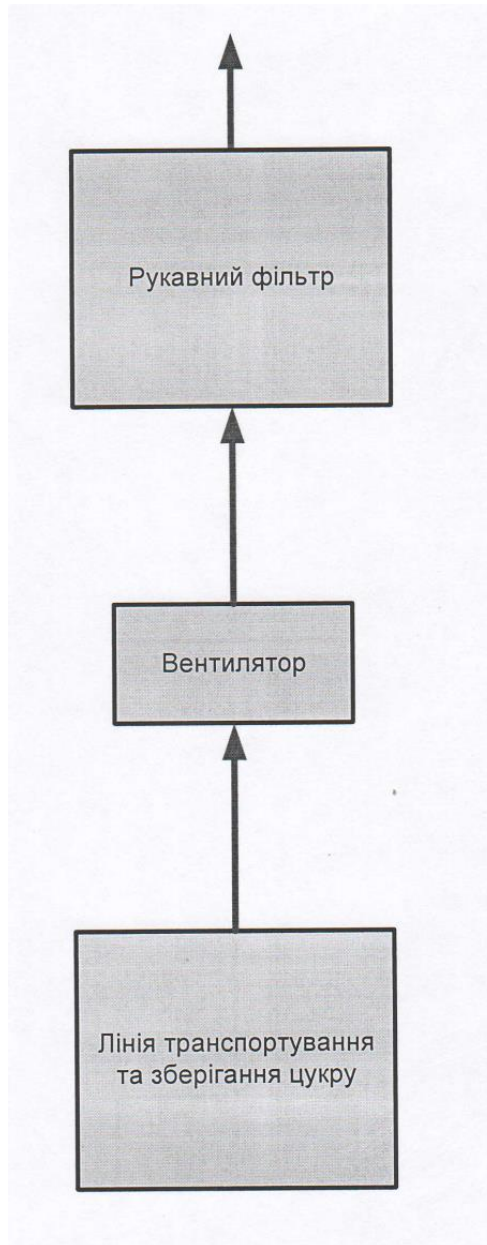 Рукавний фільтр
Вентилятор
Лінія транспортування
та зберігання цукру